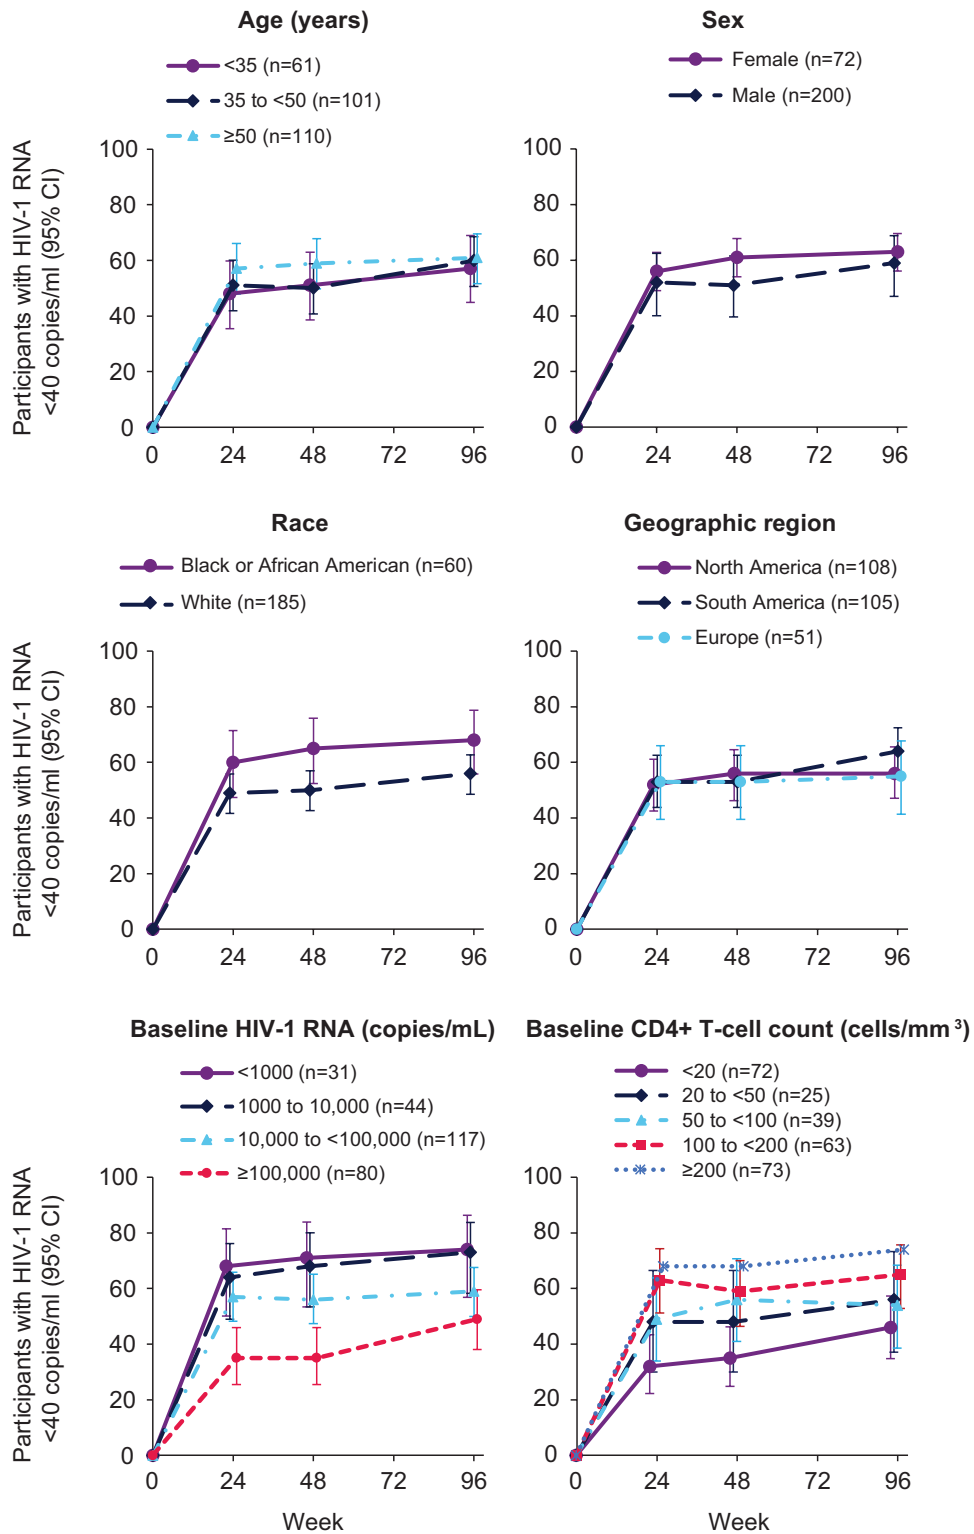 Age (years)
<35 (n=61)
35 to <50 (n=101)
≥50 (n=110)
Participants with HIV-1 RNA
<40 copies/ml (95% CI)
100
80
60
40
20
0
0 24 48 72 96
Sex
Female (n=72)
Male (n=200)
100
80
60
40
20
0
0 24 48 72 96
Race
Black or African American (n=60)
White (n=185)
Participants with HIV-1 RNA
<40 copies/ml (95% CI)
100
80
60
40
20
0
0 24 48 72 96
Geographic region
North America (n=108)
South America (n=105)
Europe (n=51)
100
80
60
40
20
0
0 24 48 72 96
Baseline HIV-1 RNA (copies/mL)
<1000 (n=31)
1000 to 10,000 (n=44)
10,000 to <100,000 (n=117)
≥100,000 (n=80)
Participants with HIV-1 RNA
<40 copies/ml (95% CI)
100
80
60
40
20
0
0 24 48 72 96
Week
Baseline CD4+ T-cell count (cells/mm³)
<20 (n=72)
20 to <50 (n=25)
50 to <100 (n=39)
100 to <200 (n=63)
≥200 (n=73)
100
80
60
40
20
0
0 24 48 72 96
Week